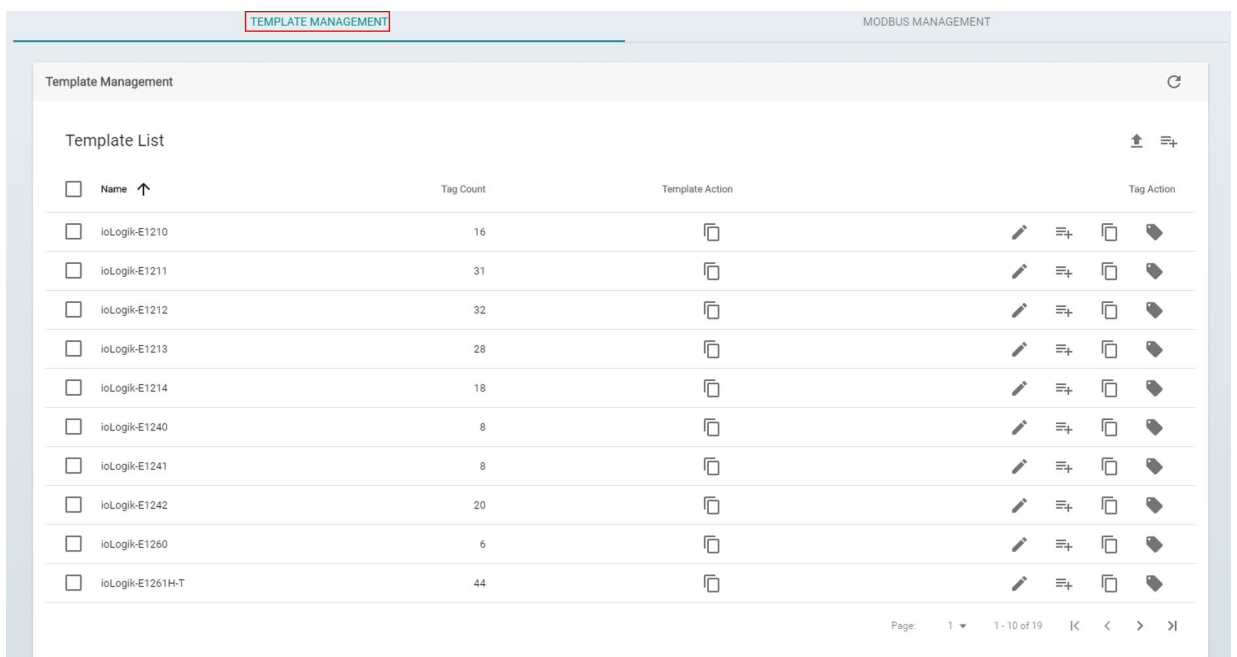 TEMPLATE MANAGEMENT MODBUS MANAGEMENT
Template Management
Template List
Name Tag Count Template Action Tag Action
ioLogik-E1210 16
ioLogik-E1211 31
ioLogik-E1212 32
ioLogik-E1213 28
ioLogik-E1214 18
ioLogik-E1240 8
ioLogik-E1241 8
ioLogik-E1242 20
ioLogik-E1260 6
ioLogik-E1261H-T 44
Page: 1 1 - 10 of 19